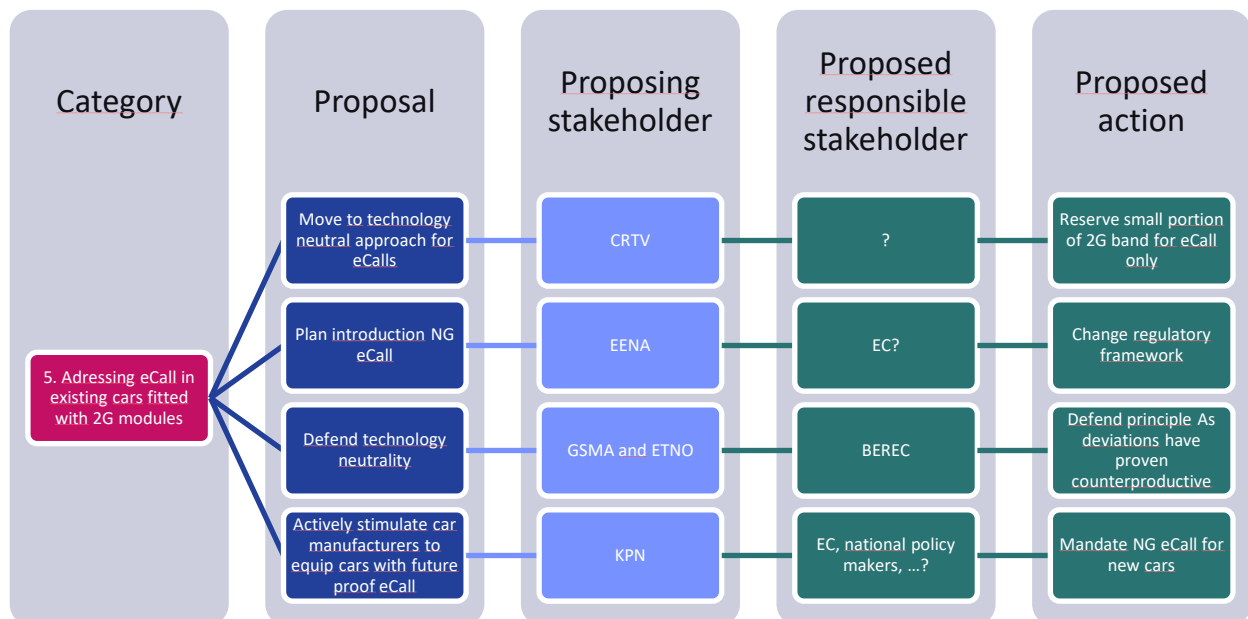 Category
Proposal
Proposing
stakeholder
Proposed
responsible
stakeholder
Proposed
action
5. Adressing eCall in
existing cars fitted
with 2G modules
Move to technology
neutral approach for
eCalls
CRTV
?
Reserve small portion
of 2G band for eCall
only
Plan introduction NG
eCall
EENA
EC?
Change regulatory
framework
Defend technology
neutrality
GSMA and ETNO
BEREC
Defend principle As
deviations have
proven
counterproductive
Actively stimulate car
manufacturers to
equip cars with future
proof eCall
KPN
EC, national policy
makers, …?
Mandate NG eCall for
new cars